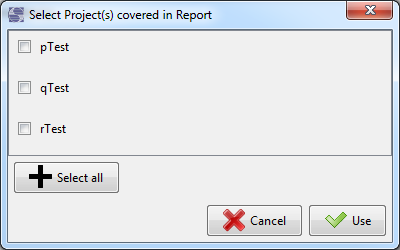 Select Project(s) covered in Report
pTest
qTest
rTest
Select all
Cancel
Use